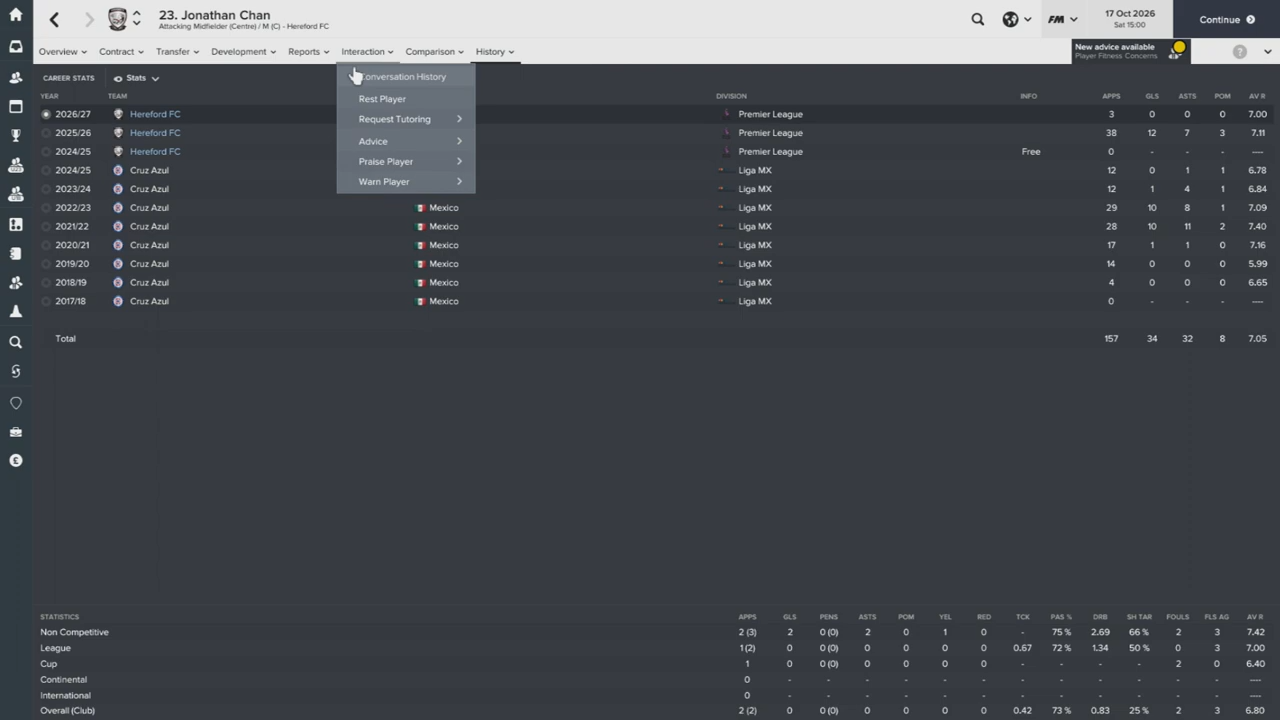 23. Jonathan Chan
Attacking Midfielder (Centre) / M (C) - Hereford FC
FM
17 Oct 2026
Sat 15:00
Continue
Overview Contract Transfer Development Reports Interaction Comparison History
New advice available
Player Fitness Concerns
?
CAREER STATS Stats
Conversation History
Rest Player
Request Tutoring
Advice
Praise Player
Warn Player
YEAR TEAM DIVISION INFO APPS GLS ASTS POM AV R
2026/27 Hereford FC Premier League 3 0 0 0 7.00
2025/26 Hereford FC Premier League 38 12 7 3 7.11
2024/25 Hereford FC Premier League Free 0 - - - ----
2024/25 Cruz Azul Liga MX 12 0 1 1 6.78
2023/24 Cruz Azul Liga MX 12 1 4 1 6.84
2022/23 Cruz Azul Mexico Liga MX 29 10 8 1 7.09
2021/22 Cruz Azul Mexico Liga MX 28 10 11 2 7.40
2020/21 Cruz Azul Mexico Liga MX 17 1 1 0 7.16
2019/20 Cruz Azul Mexico Liga MX 14 0 0 0 5.99
2018/19 Cruz Azul Mexico Liga MX 4 0 0 0 6.65
2017/18 Cruz Azul Mexico Liga MX 0 - - - ----
Total 157 34 32 8 7.05
STATISTICS APPS GLS PENS ASTS POM YEL RED TCK PAS % DRB SH TAR FOULS FLS AG AV R
Non Competitive 2 (3) 2 0 (0) 2 0 1 0 - 75 % 2.69 66 % 2 3 7.42
League 1 (2) 0 0 (0) 0 0 0 0 0.67 72 % 1.34 50 % 0 3 7.00
Cup 1 0 0 (0) 0 0 0 0 - - - - 2 0 6.40
Continental 0 - - - - - - - - - - - - ----
International 0 - - - - - - - - - - - - ----
Overall (Club) 2 (2) 0 0 (0) 0 0 0 0 0.42 73 % 0.83 25 % 2 3 6.80